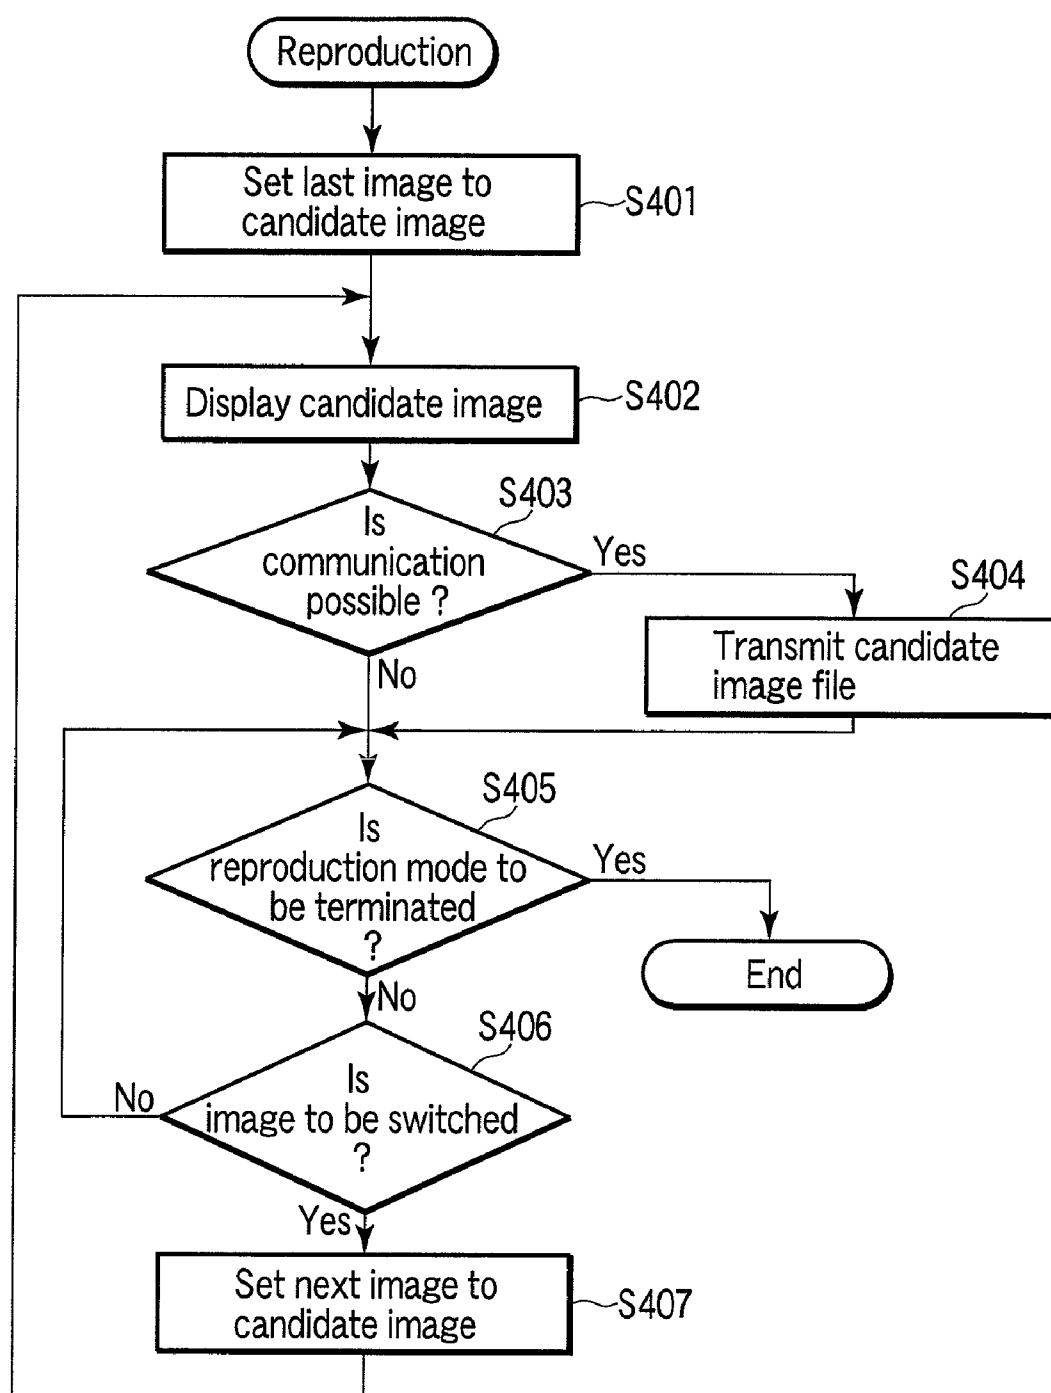 Reproduction
Set last image to
candidate image
S401
Display candidate image
S402
S403
Is
communication
possible ?
Yes
No
S404
Transmit candidate
image file
S405
Is
reproduction mode to
be terminated
?
Yes
No
End
S406
Is
image to be switched
?
No
Yes
Set next image to
candidate image
S407